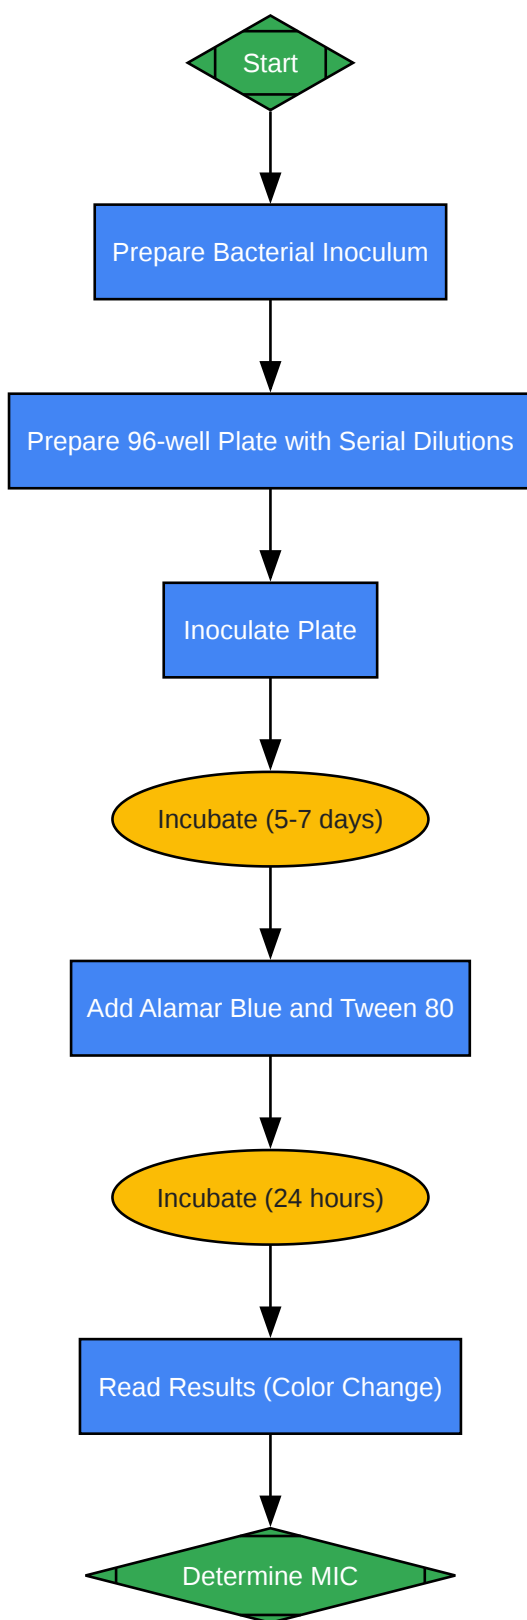 Start
Prepare Bacterial Inoculum
Prepare 96-well Plate with Serial Dilutions
Inoculate Plate
Incubate (5-7 days)
Add Alamar Blue and Tween 80
Incubate (24 hours)
Read Results (Color Change)
Determine MIC